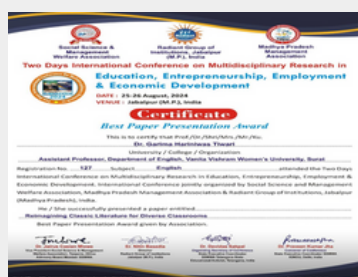 Social Science &
Management
Welfare Association
Radiant Group of
Institutions, Jabalpur
(M.P.), India
Madhya Pradesh
Management
Association
Two Days International Conference on Multidisciplinary Research in
Education, Entrepreneurship, Employment
& Economic Development
DATE : 25-26 August, 2024
VENUE : Jabalpur (M.P.), India
Certificate
Best Paper Presentation Award
This is to certify that Prof./Dr./Shri/Mrs./Mr./Ku.
Dr. Garima Harinivas Tiwari
University / College / Organization
Assistant Professor, Department of English, Vanita Vishram Women's University, Surat
Registration No. 127 Subject English attended the Two Days
International Conference on Multidisciplinary Research in Education, Entrepreneurship, Employment &
Economic Development. International Conference jointly organized by Social Science and Management
Welfare Association, Madhya Pradesh Management Association & Radiant Group of Institutions, Jabalpur
(Madhya Pradesh), India.
He / She successfully presented a paper entitled
Reimagining Classic Literature for Diverse Classrooms
Best Paper Presentation Award given by Association.